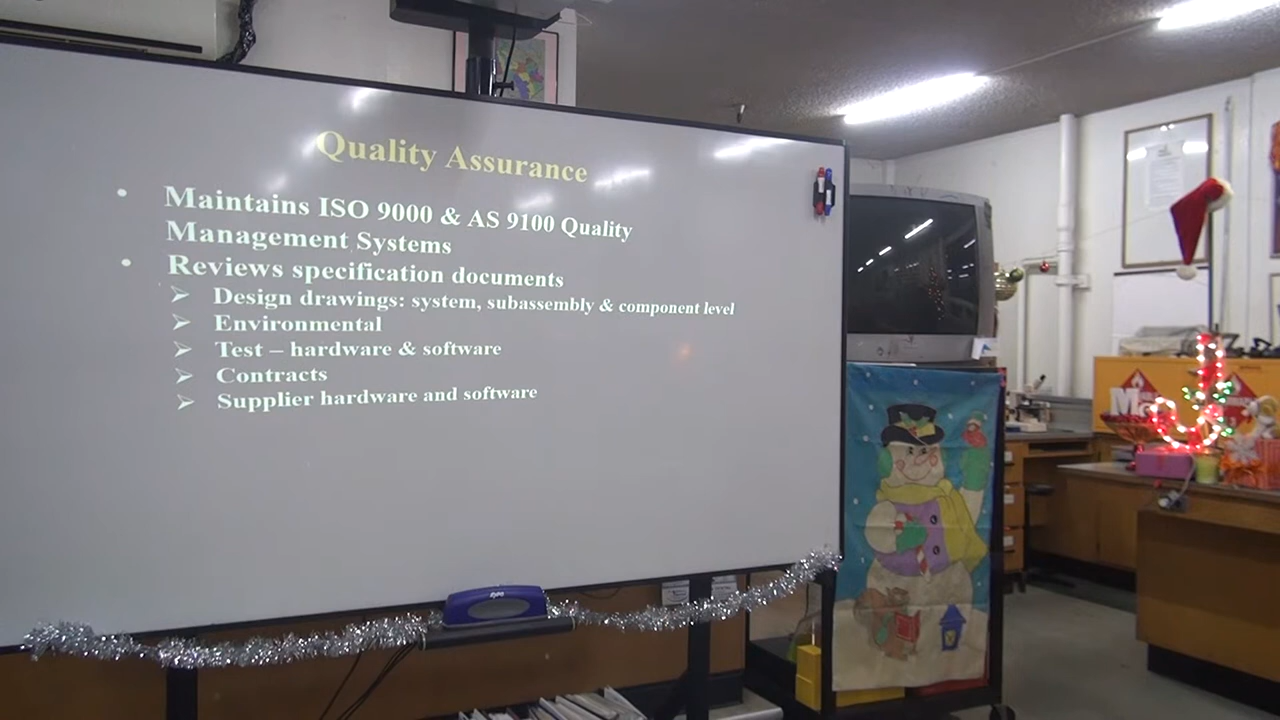 Quality Assurance
• Maintains ISO 9000 & AS 9100 Quality
Management Systems
• Reviews specification documents
➢ Design drawings: system, subassembly & component level
➢ Environmental
➢ Test – hardware & software
➢ Contracts
➢ Supplier hardware and software